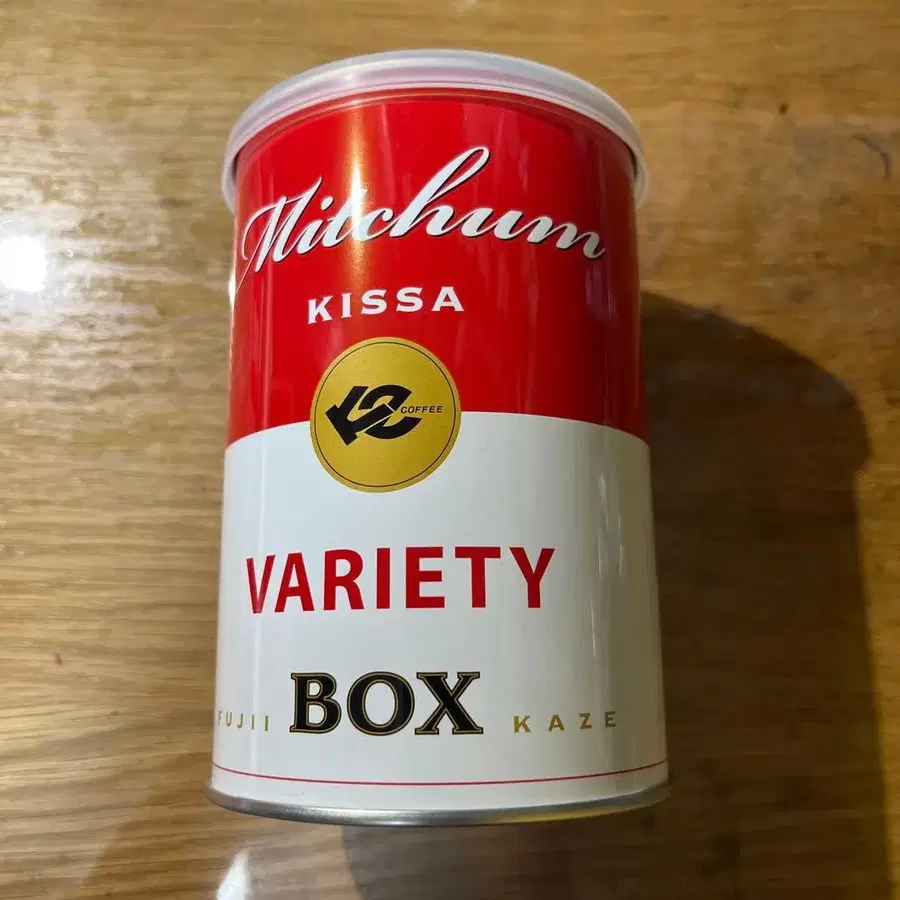 Mitchum
KISSA
COFFEE
VARIETY
BOX
FUJII KAZE